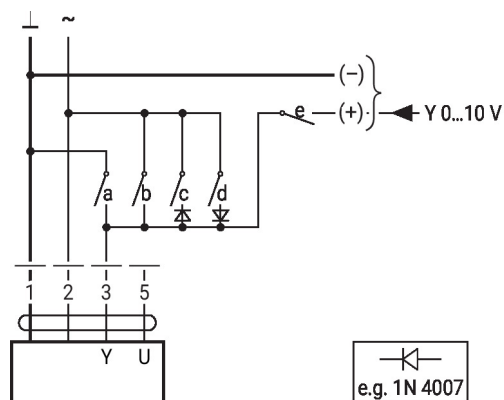 ⊥ ~
(–)
e (+) Y 0...10 V
a b c d
1 2 3 5
Y U
e.g. 1N 4007